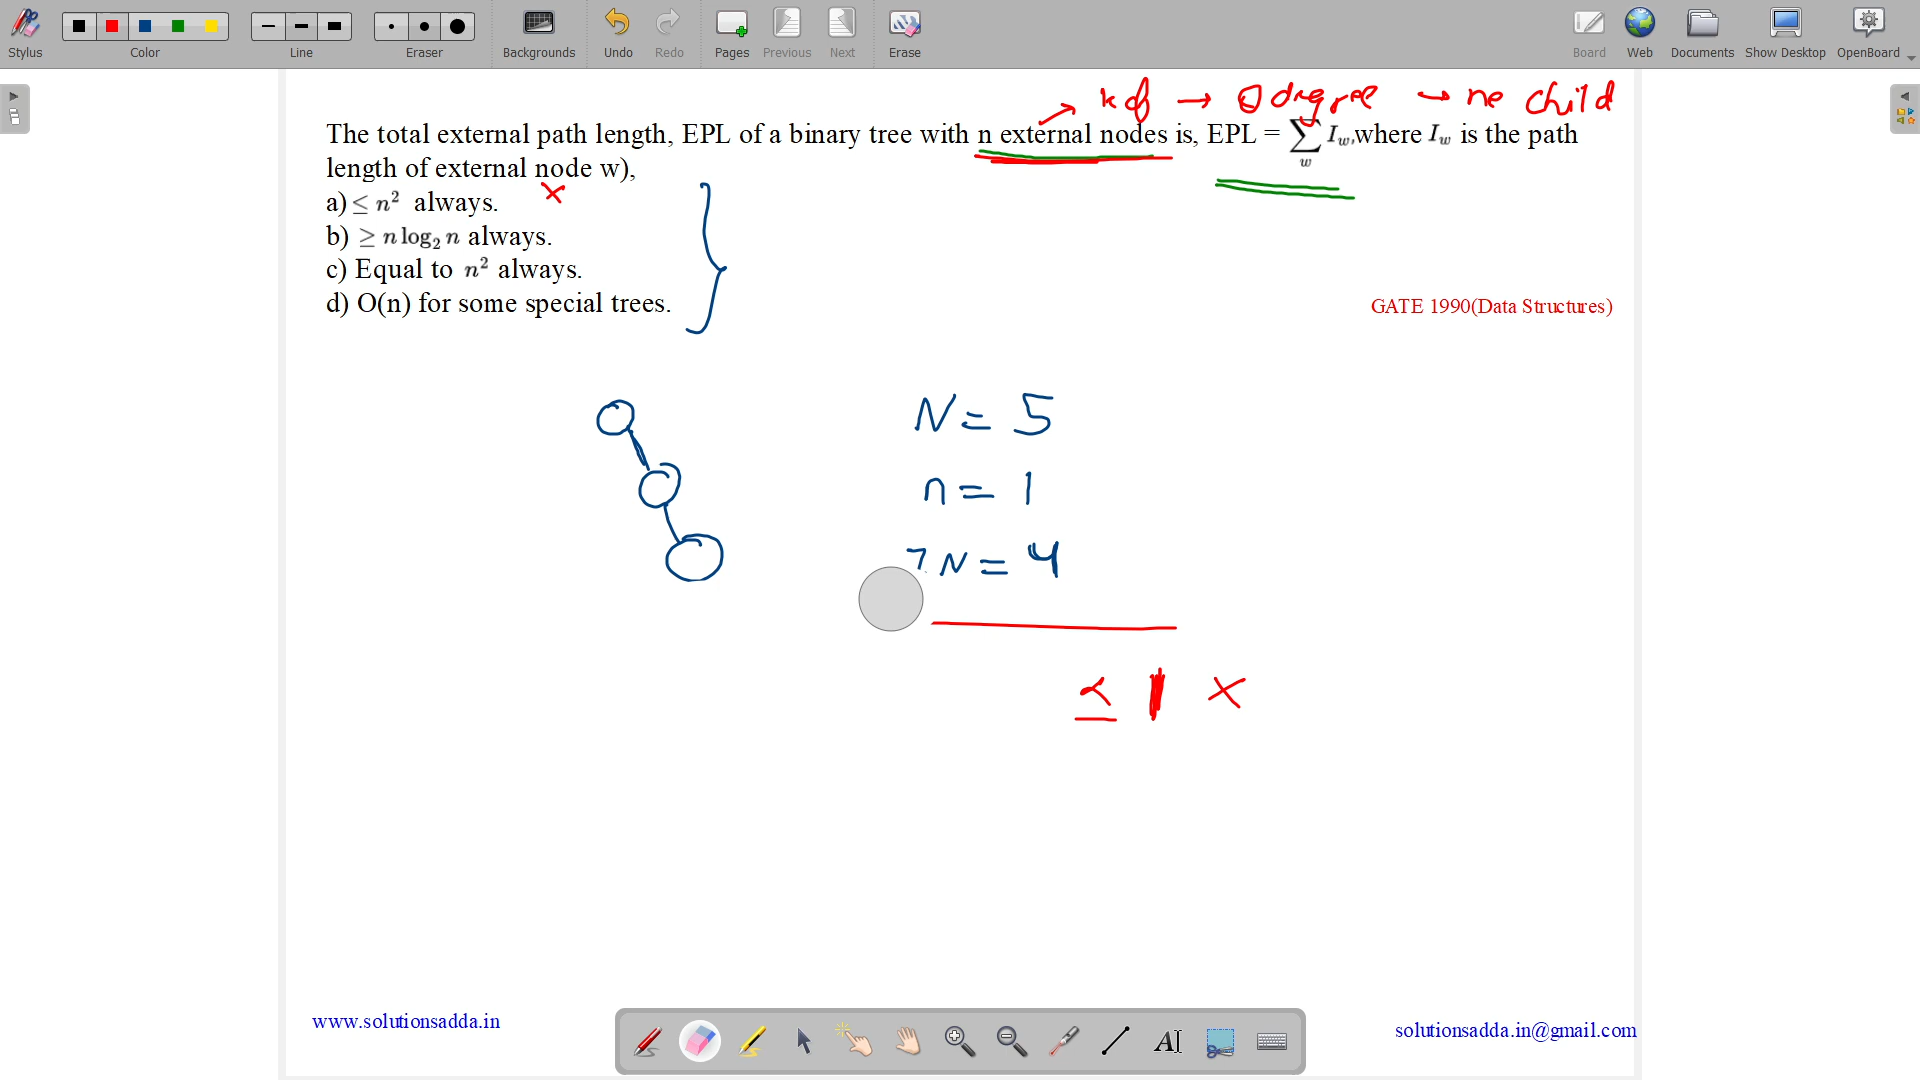 Stylus Color Line Eraser Backgrounds Undo Redo Pages Previous Next Erase Board Web Documents Show Desktop OpenBoard
→ 0 degree → no child
The total external path length, EPL of a binary tree with n external nodes is, EPL = ∑ I_w, where I_w is the path
w
length of external node w),
a) ≤ n² always. ×
b) ≥ n log₂ n always.
c) Equal to n² always.
d) O(n) for some special trees.
GATE 1990(Data Structures)
N = 5
n = 1
N = 4
≤ 1 ×
www.solutionsadda.in
solutionsadda.in@gmail.com